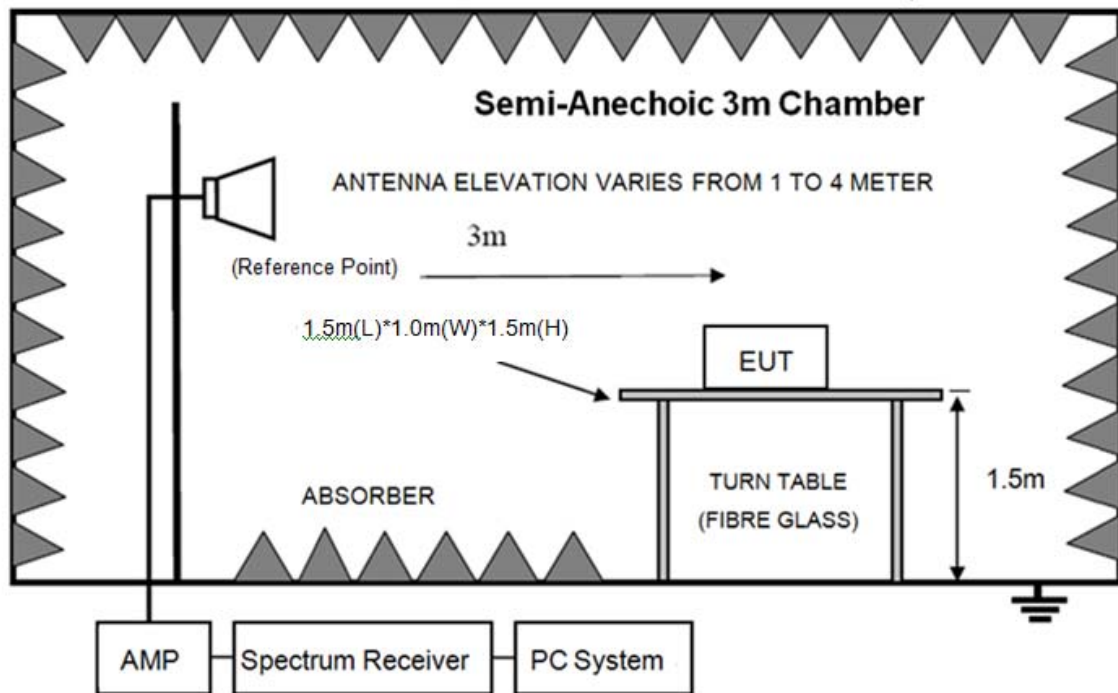 Semi-Anechoic 3m Chamber
ANTENNA ELEVATION VARIES FROM 1 TO 4 METER
3m
(Reference Point)
1.5m(L)*1.0m(W)*1.5m(H)
EUT
ABSORBER
TURN TABLE
(FIBRE GLASS)
1.5m
AMP
Spectrum Receiver
PC System